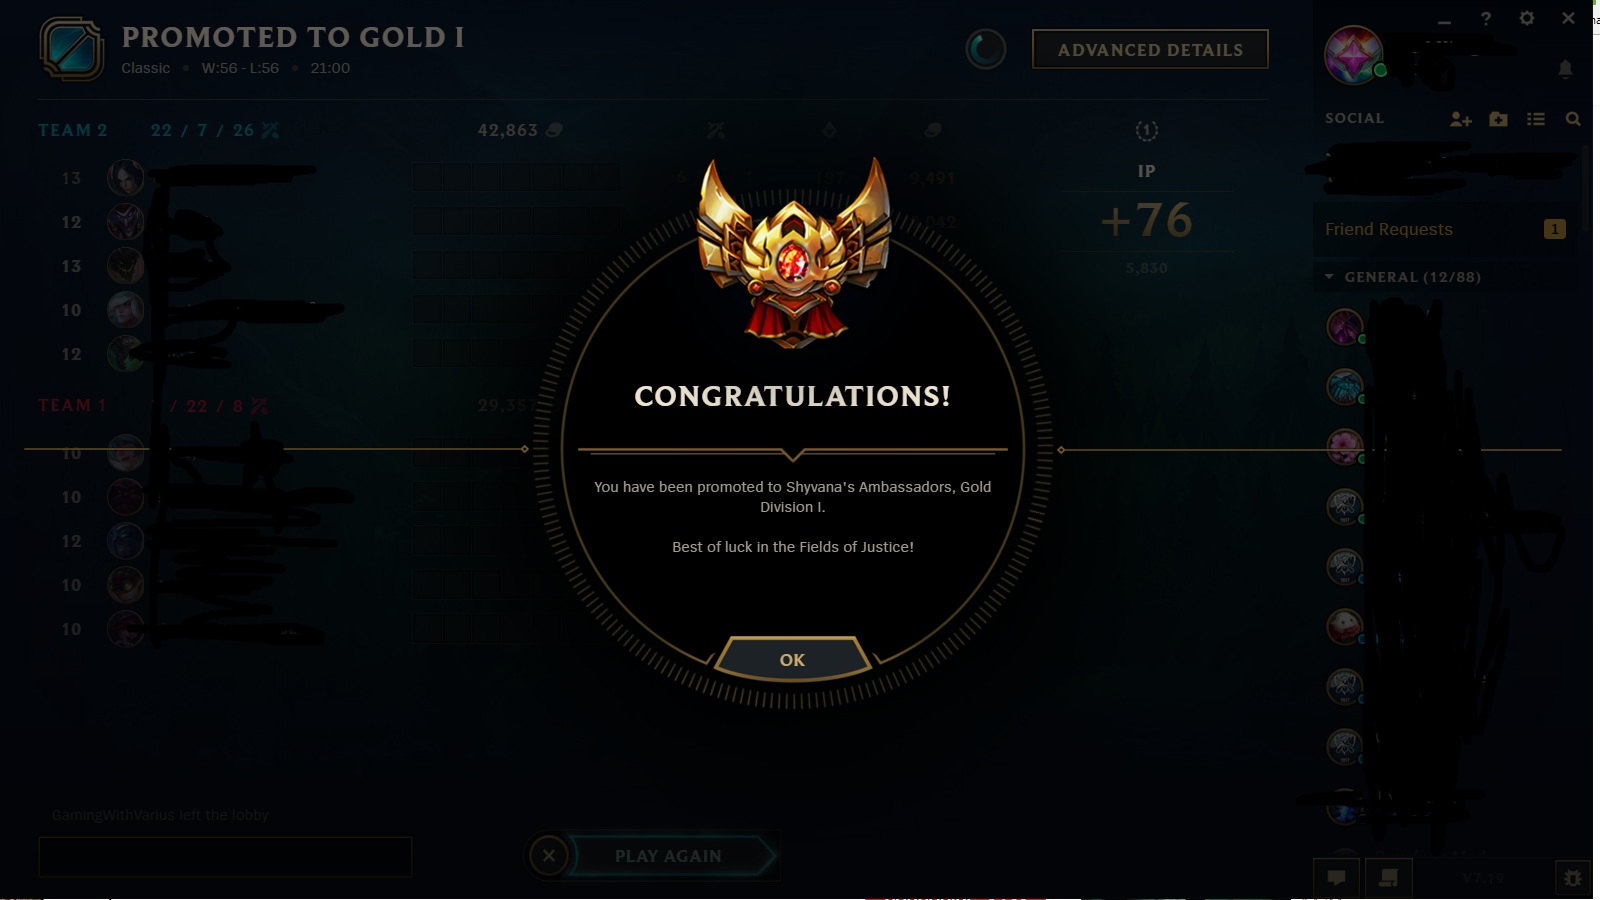 PROMOTED TO GOLD I
Classic • W:56 - L:56 • 21:00
ADVANCED DETAILS
SOCIAL
TEAM 2 22 / 7 / 26 42,863
IP
+76
5,830
13 9,491
12
13
10
12
TEAM 1 / 22 / 8 29,357
10
10
12
10
10
Friend Requests 1
GENERAL (12/88)
CONGRATULATIONS!
You have been promoted to Shyvana's Ambassadors, Gold
Division I.
Best of luck in the Fields of Justice!
OK
GamingWithVarius left the lobby
PLAY AGAIN
V7.19